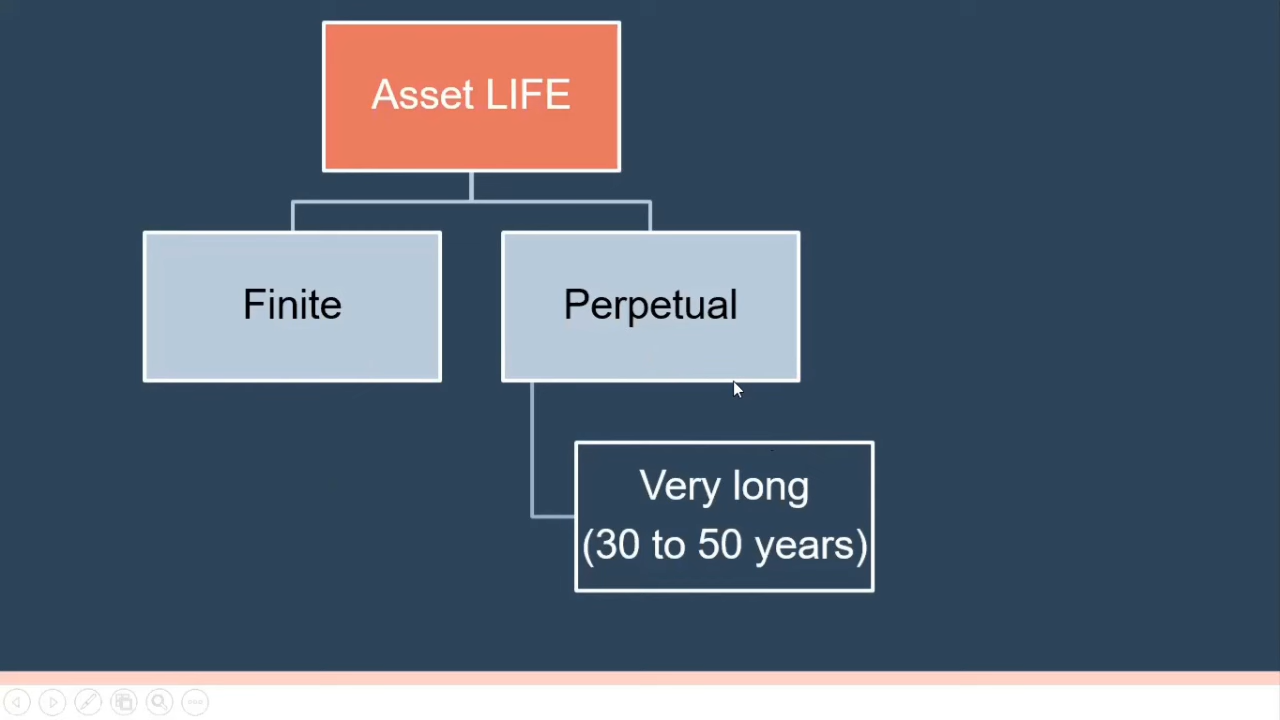 Asset LIFE
Finite
Perpetual
Very long
(30 to 50 years)